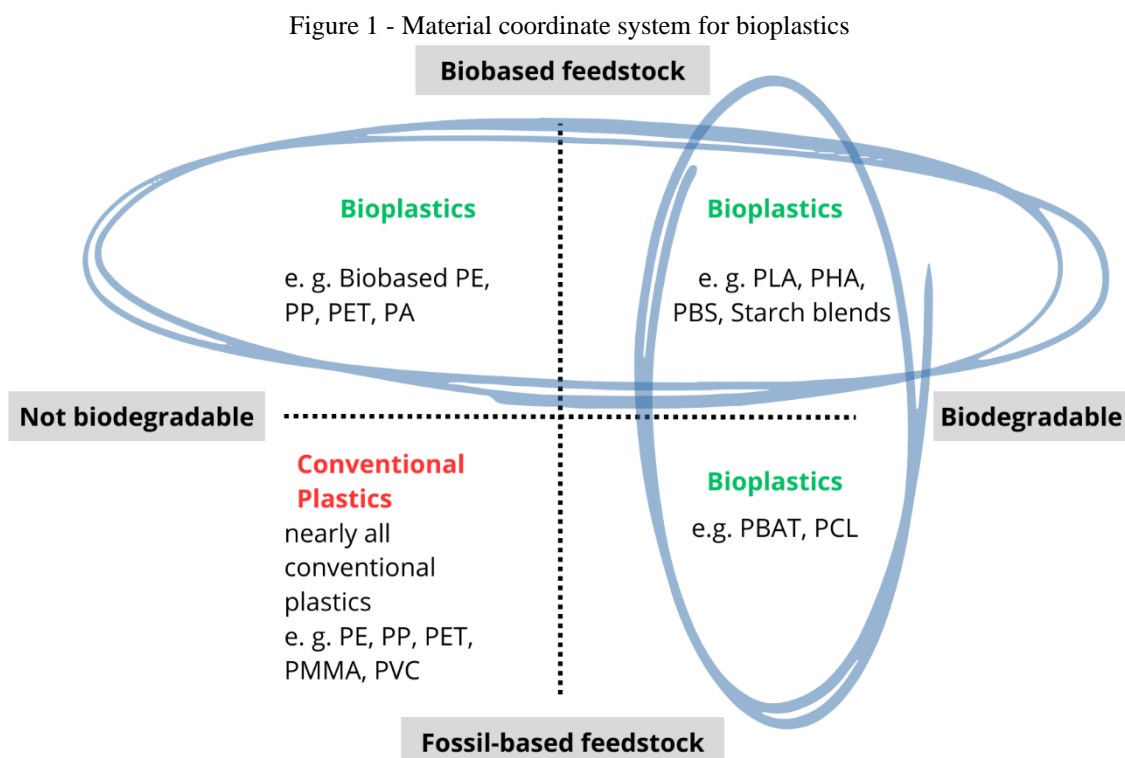 Figure 1 - Material coordinate system for bioplastics
Biobased feedstock
Bioplastics
e. g. Biobased PE,
PP, PET, PA
Bioplastics
e. g. PLA, PHA,
PBS, Starch blends
Not biodegradable
Biodegradable
Conventional
Plastics
nearly all
conventional
plastics
e. g. PE, PP, PET,
PMMA, PVC
Bioplastics
e.g. PBAT, PCL
Fossil-based feedstock